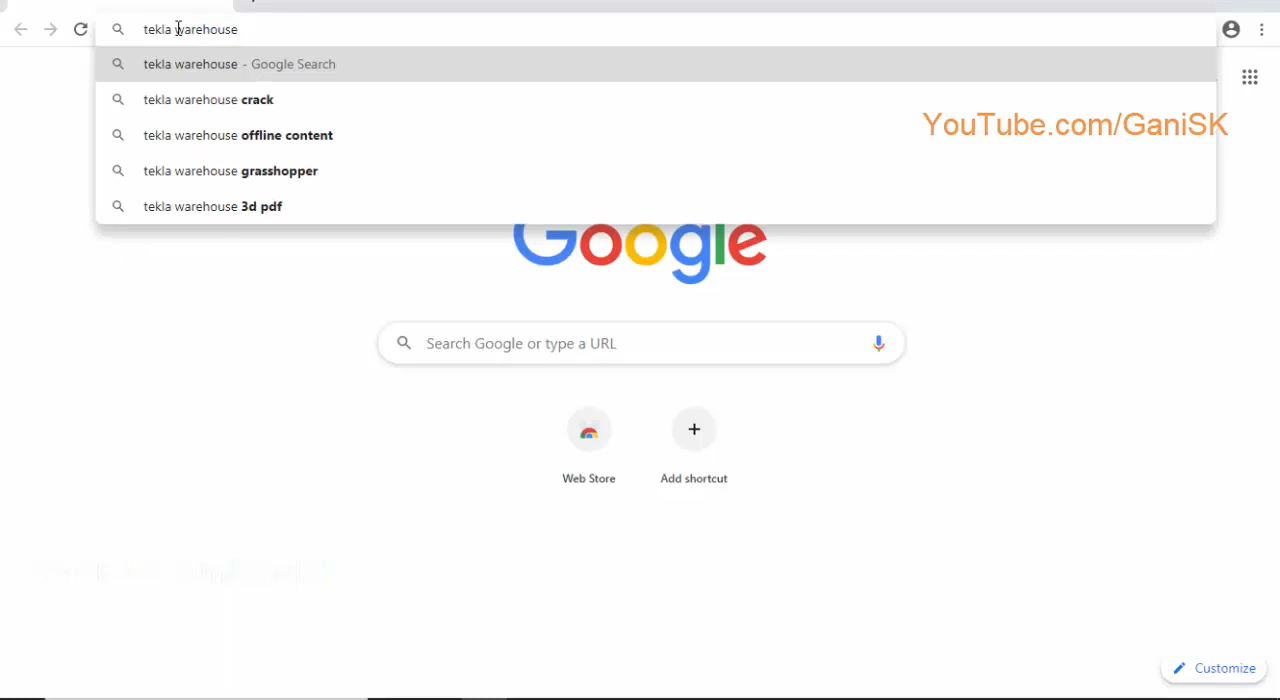 tekla warehouse
tekla warehouse - Google Search
tekla warehouse crack
tekla warehouse offline content
tekla warehouse grasshopper
tekla warehouse 3d pdf
YouTube.com/GaniSK
Google
Search Google or type a URL
Web Store
Add shortcut
Customize